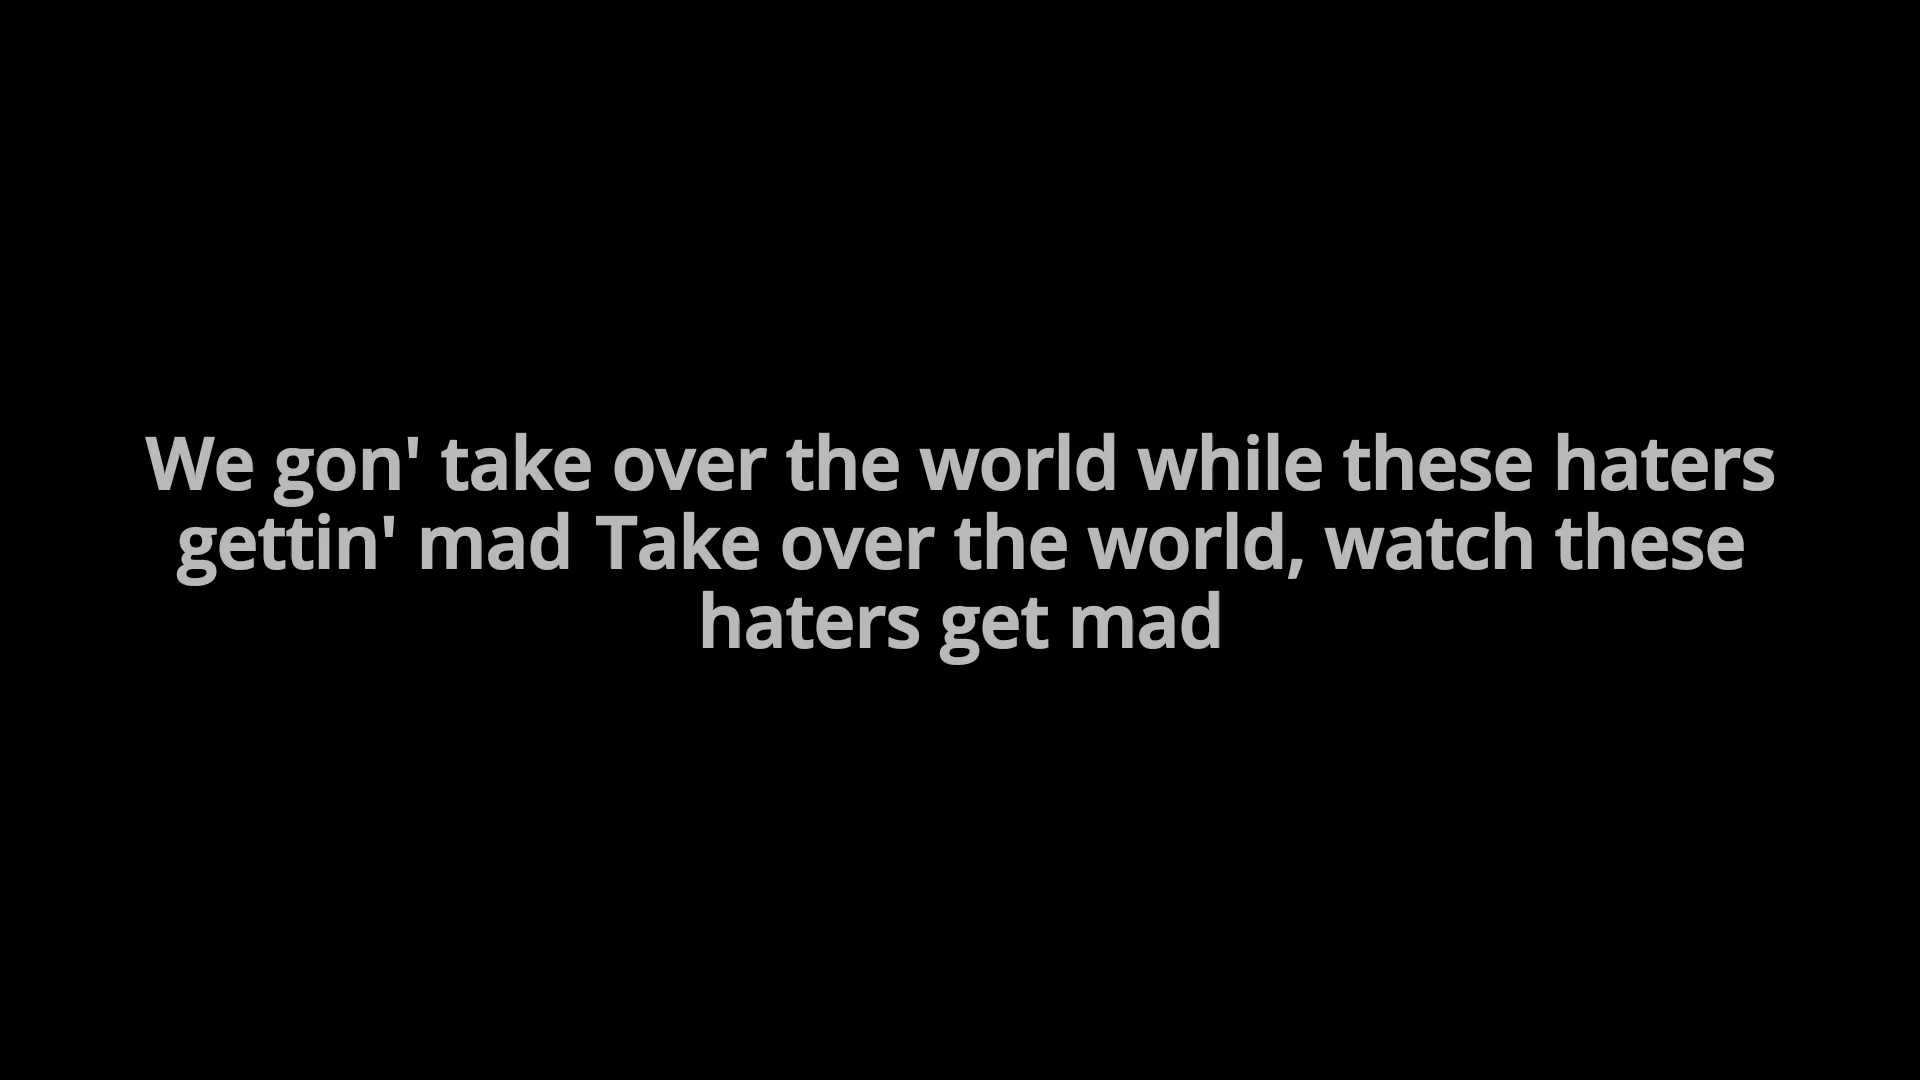 We gon' take over the world while these haters
gettin' mad Take over the world, watch these
haters get mad